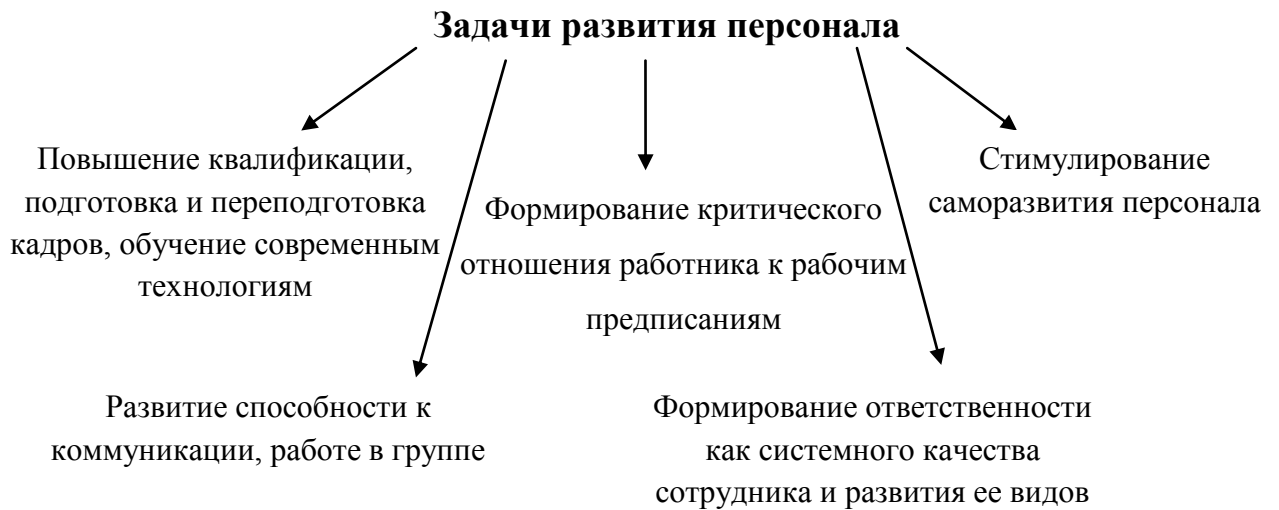 Задачи развития персонала
Повышение квалификации,
подготовка и переподготовка
кадров, обучение современным
технологиям
Формирование критического
отношения работника к рабочим
предписаниям
Стимулирование
саморазвития персонала
Развитие способности к
коммуникации, работе в группе
Формирование ответственности
как системного качества
сотрудника и развития ее видов